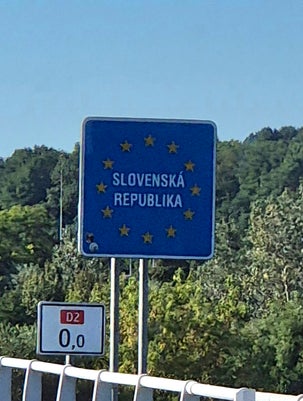 SLOVENSKÁ
REPUBLIKA
D2
0,0